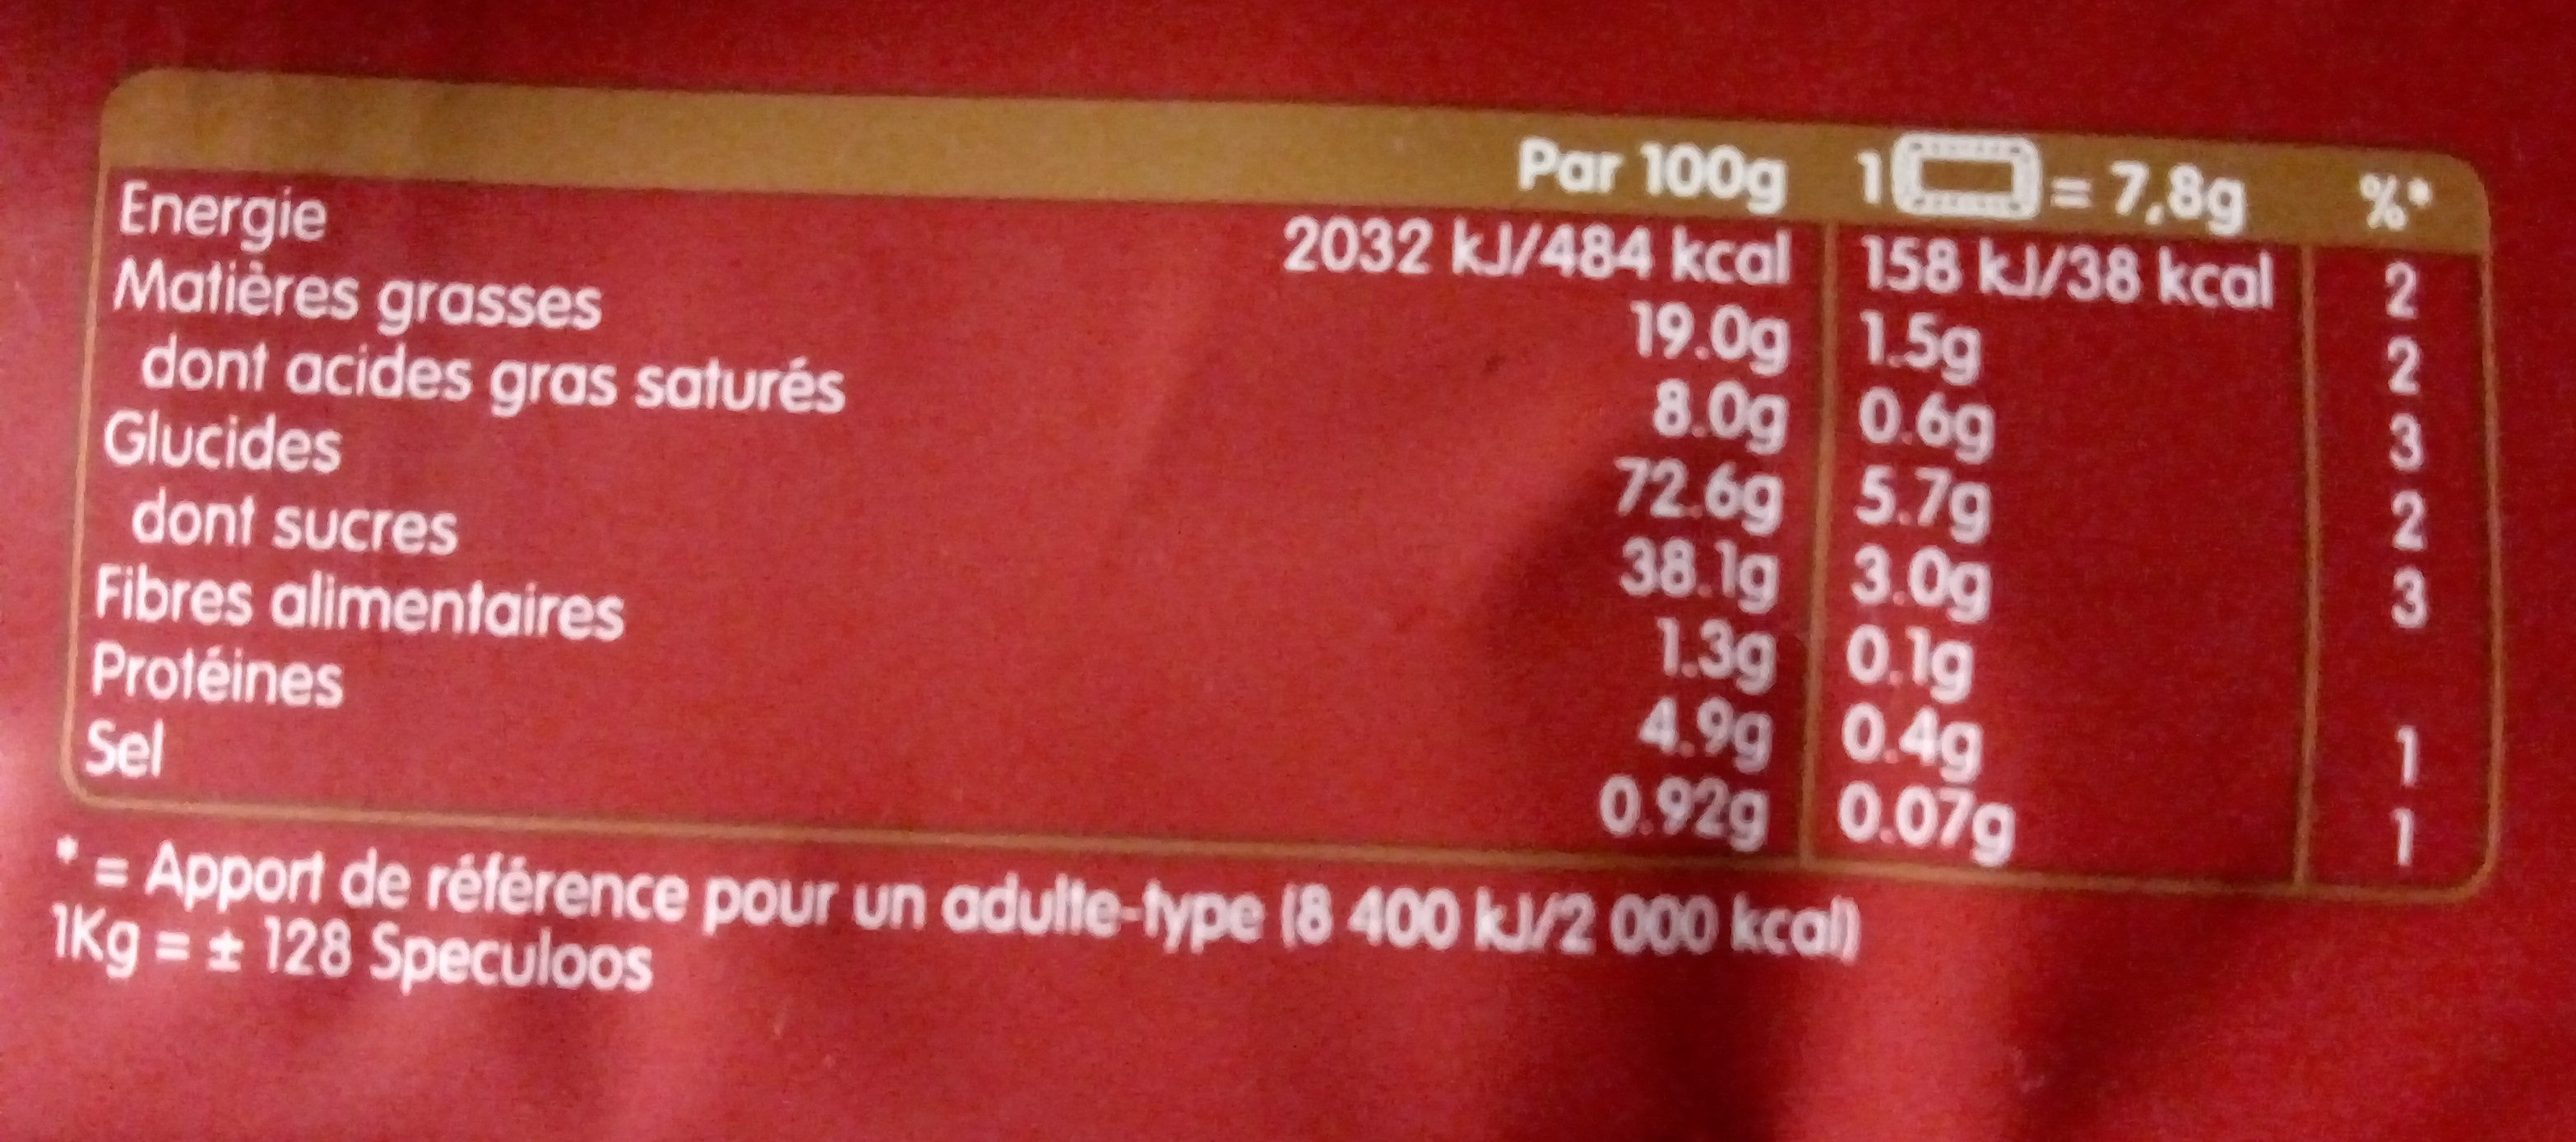 Par 100g 1 = 7,8g %*
Energie 2032 kJ/484 kcal 158 kJ/38 kcal 2
Matières grasses 19.0g 1.5g 2
dont acides gras saturés 8.0g 0.6g 3
Glucides 72.6g 5.7g 2
dont sucres 38.1g 3.0g 3
Fibres alimentaires 1.3g 0.1g
Protéines 4.9g 0.4g 1
Sel 0.92g 0.07g 1
* = Apport de référence pour un adulte-type (8 400 kJ/2 000 kcal)
1Kg = ± 128 Speculoos